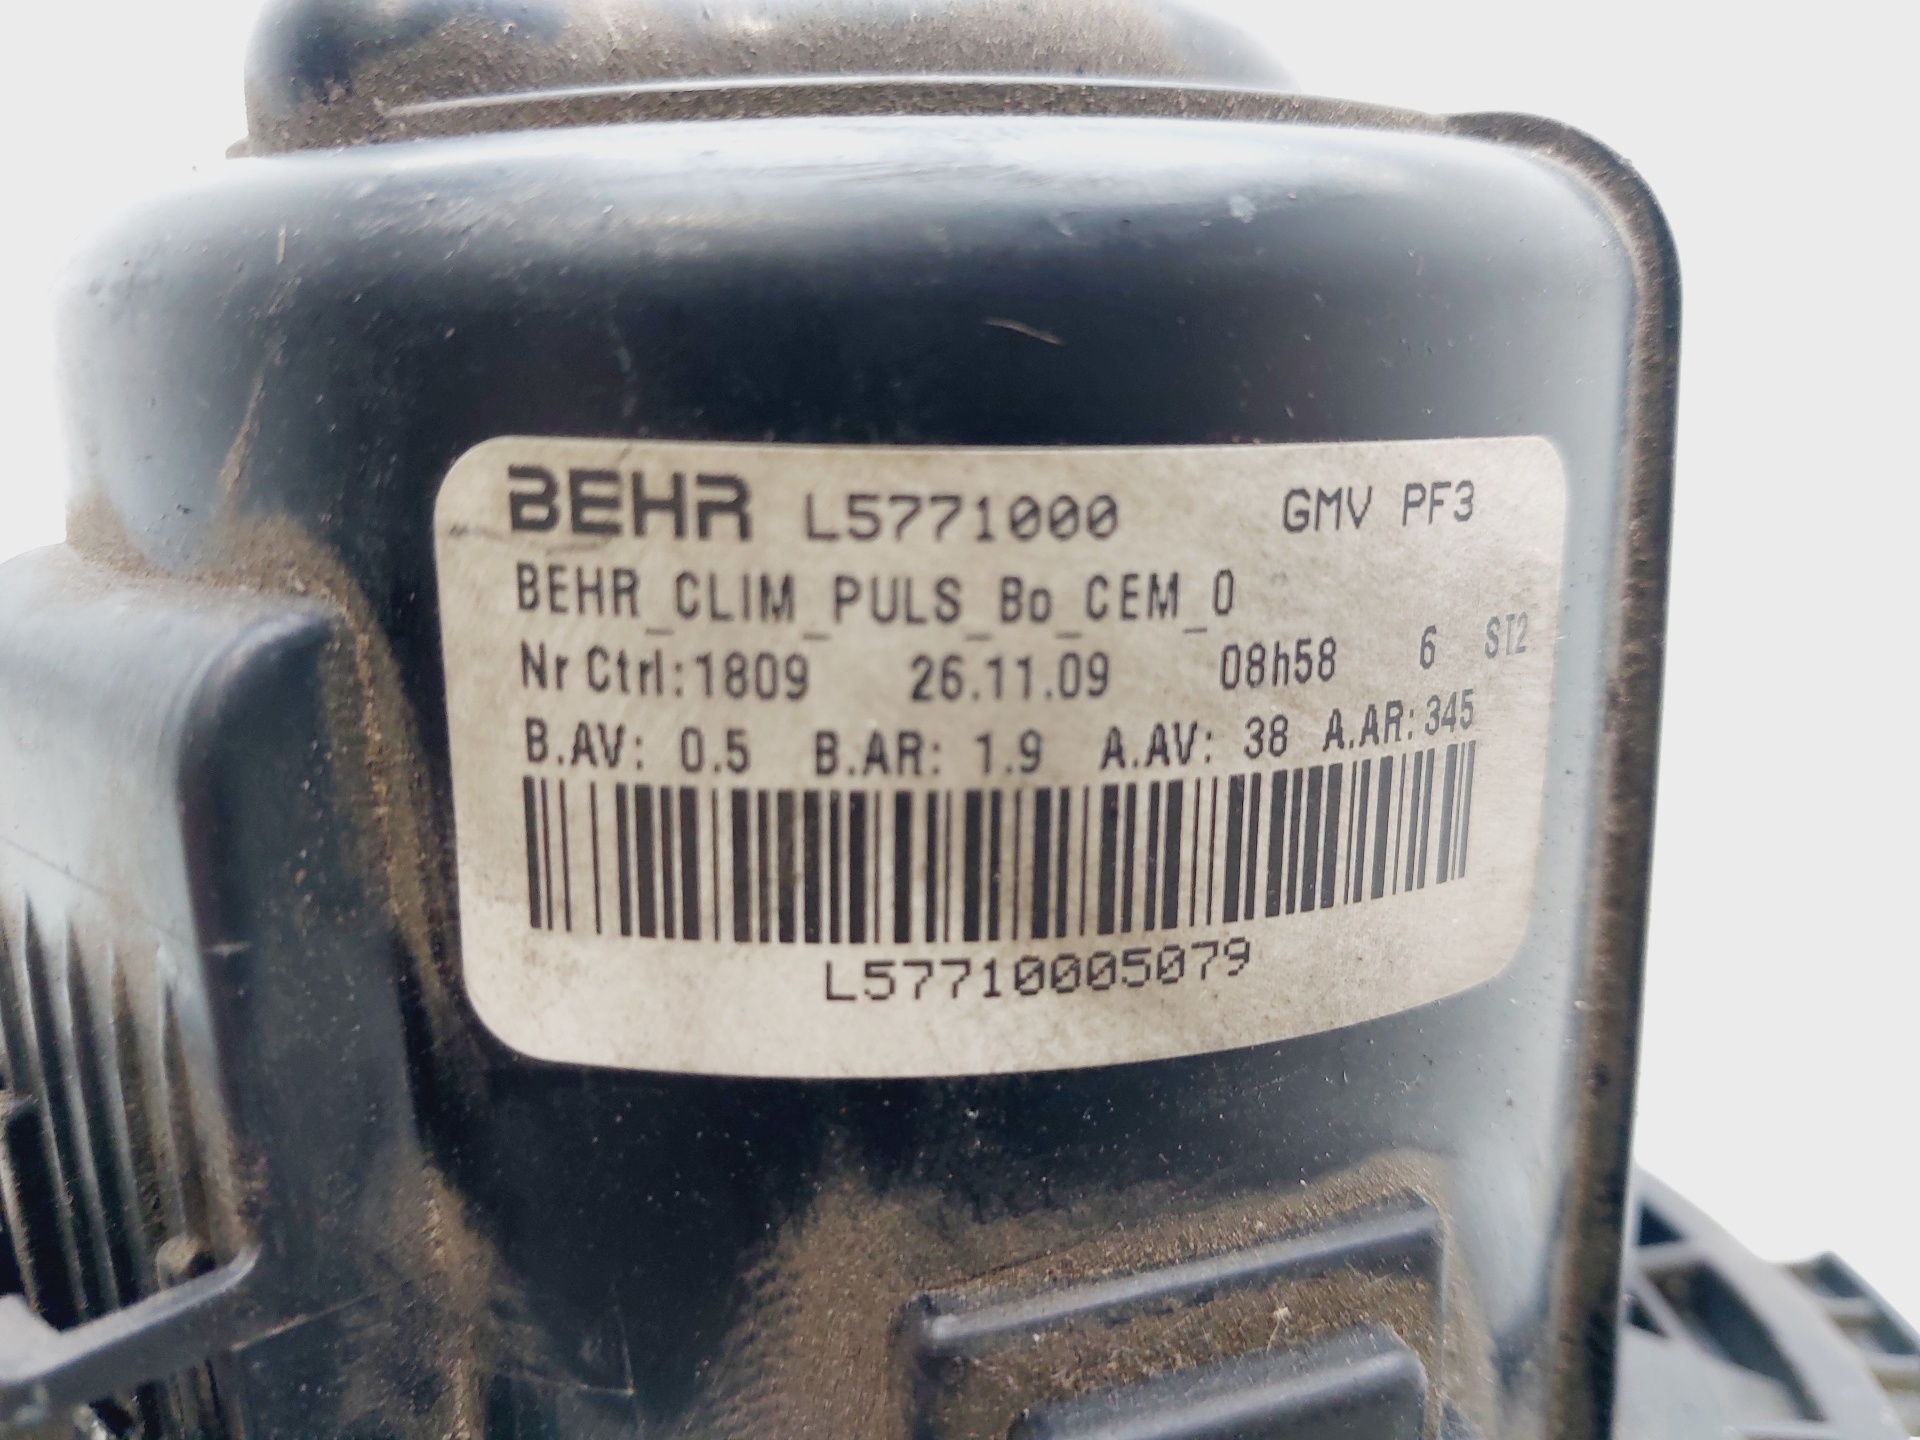 BEHR L5771000 GMV PF3
BEHR_CLIM_PULS_Bo_CEM_0
Nr Ctrl:1809 26.11.09 08h58 6 ST2
B.AV: 0.5 B.AR: 1.9 A.AV: 38 A.AR: 345
L57710005079